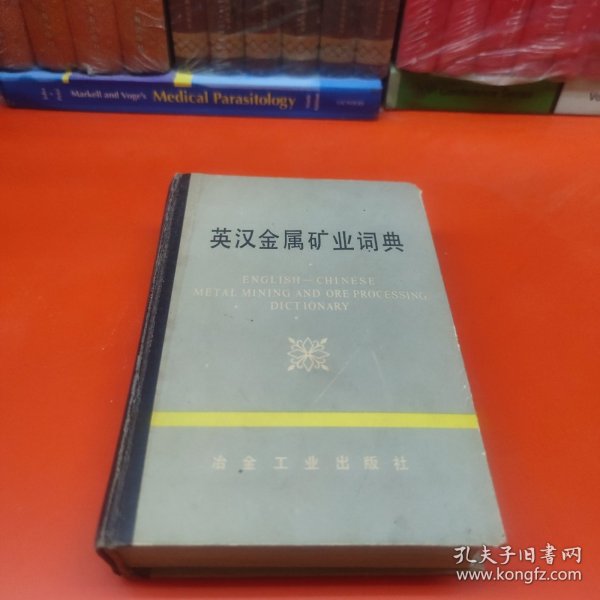 Markell and Voge's Medical Parasitology
英汉金属矿业词典
ENGLISH—CHINESE
METAL MINING AND ORE PROCESSING
DICTIONARY
冶金工业出版社
孔夫子旧书网
www.kongfz.com